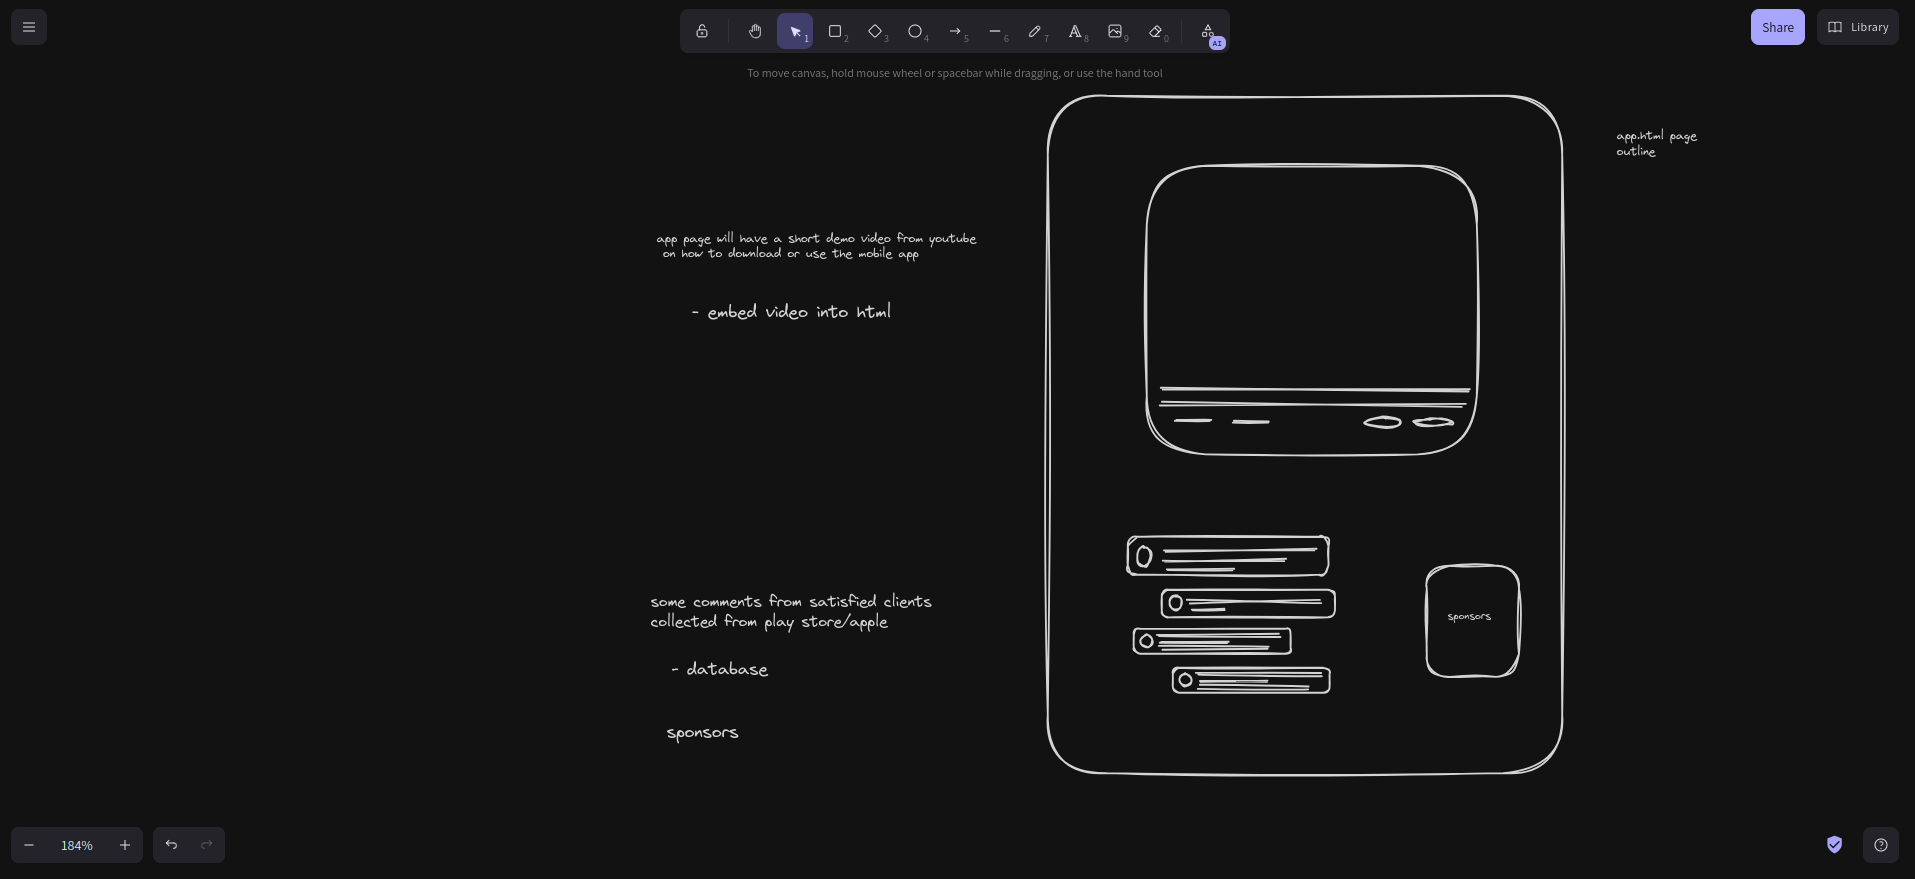 1
2
3
4
5
6
7
8
9
0
AI
Share
Library
To move canvas, hold mouse wheel or spacebar while dragging, or use the hand tool
app.html page
outline
app page will have a short demo video from youtube
on how to download or use the mobile app
- embed video into html
some comments from satisfied clients
collected from play store/apple
- database
sponsors
sponsors
184%